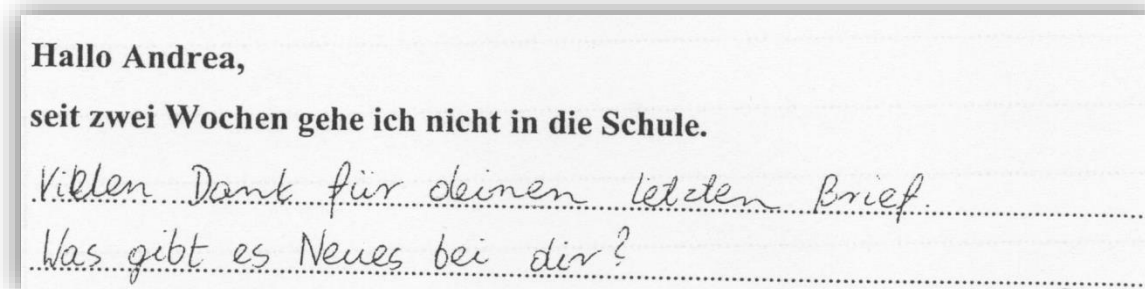 Hallo Andrea,
seit zwei Wochen gehe ich nicht in die Schule.
Vielen Dank für deinen letzten Brief.
Was gibt es Neues bei dir?